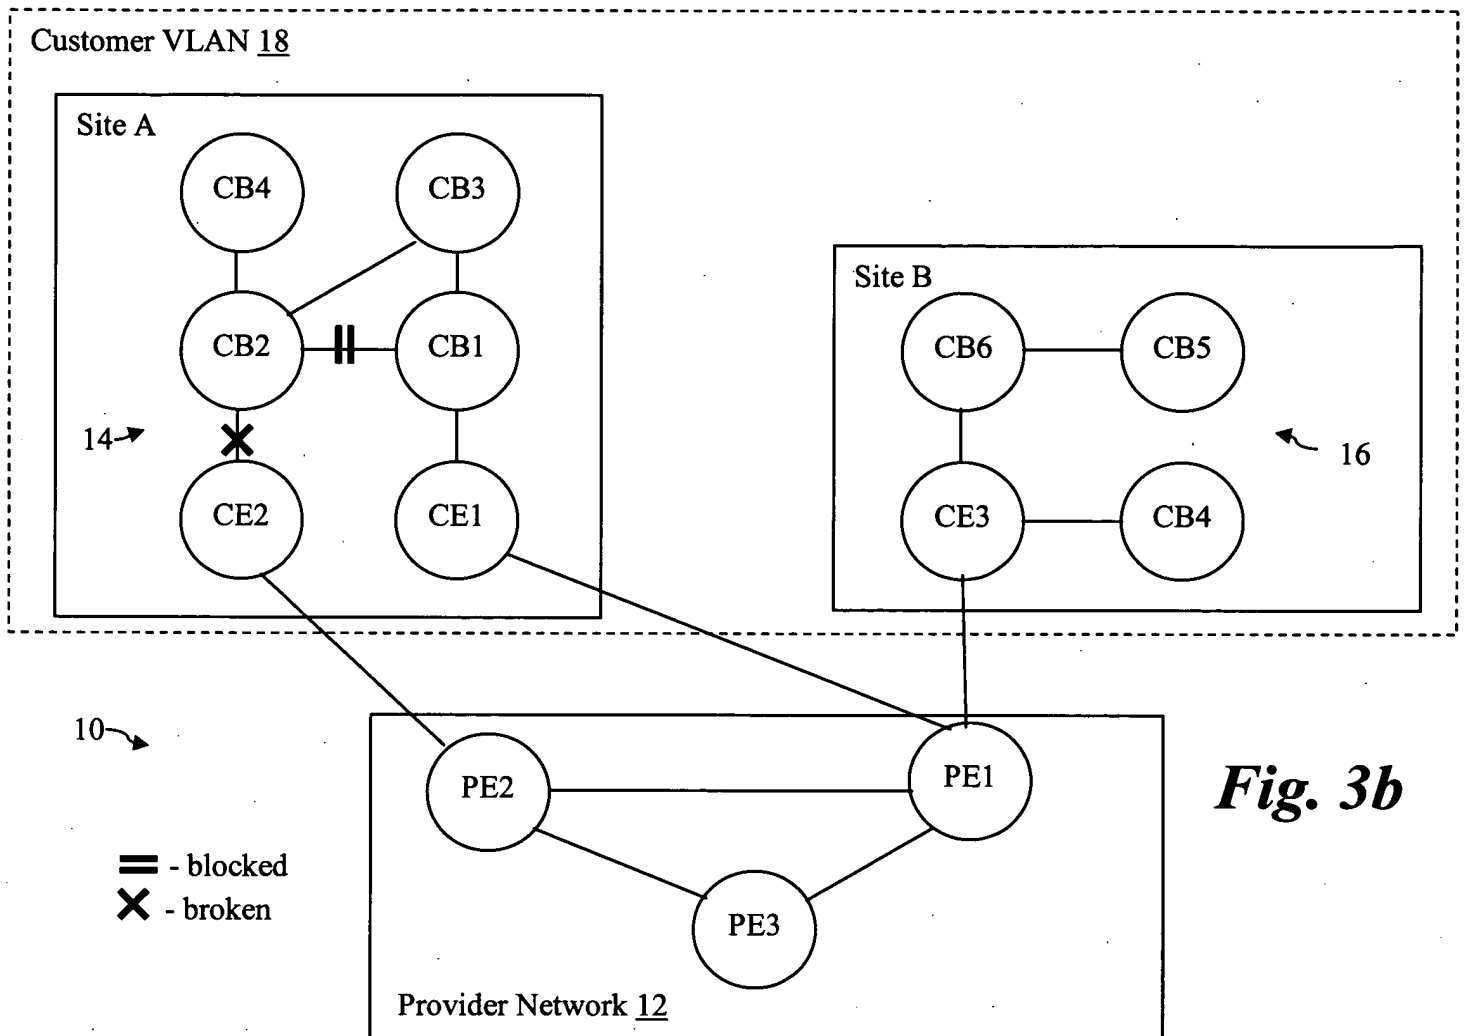 Customer VLAN 18
Site A
CB4
CB3
CB2
CB1
14
CE2
CE1
Site B
CB6
CB5
16
CE3
CB4
10
PE2
PE1
PE3
Fig. 3b
= - blocked
✕ - broken
Provider Network 12